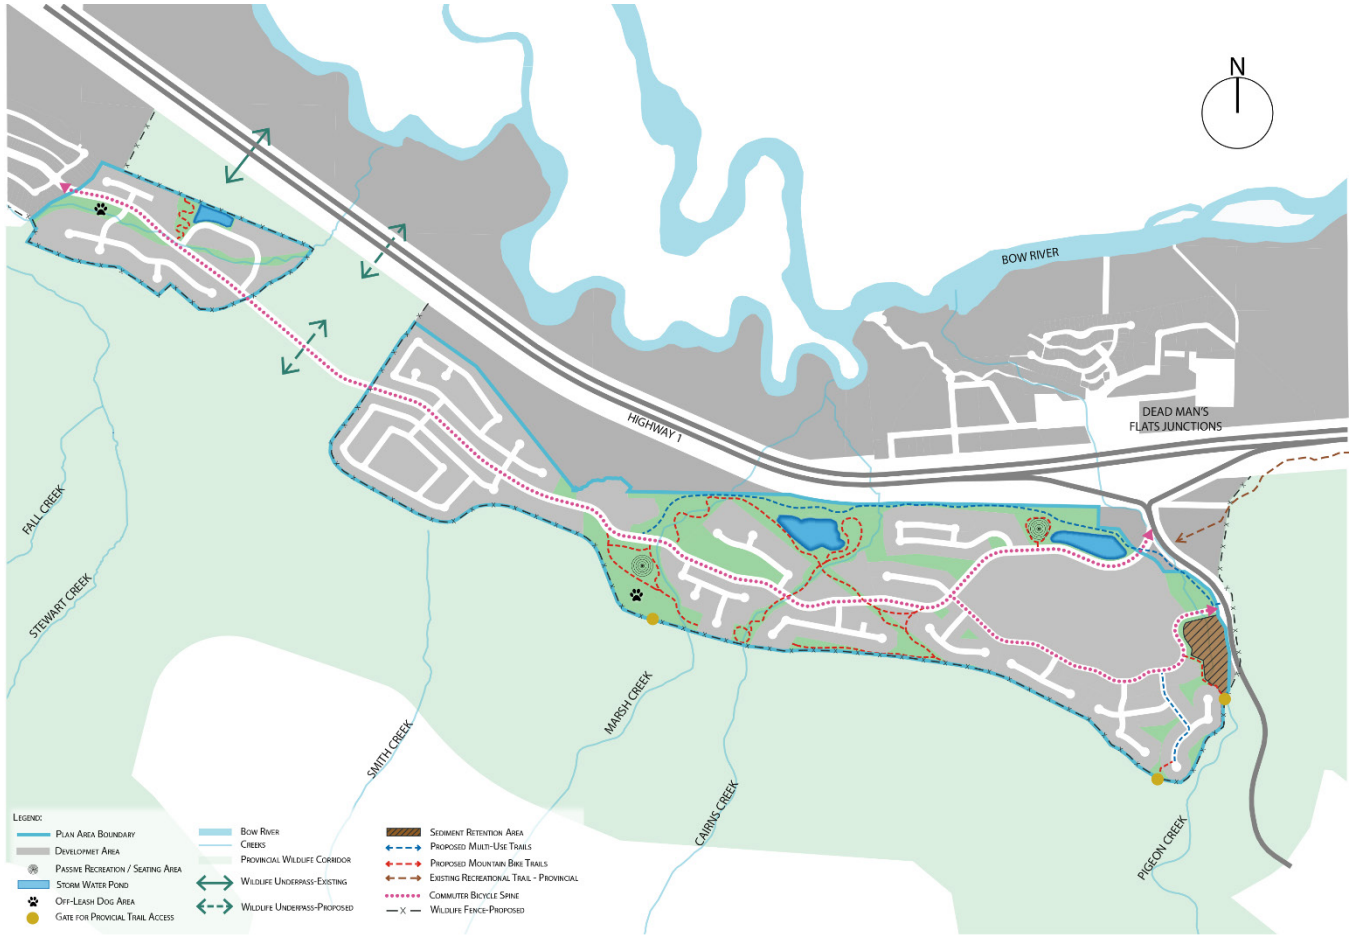 N
BOW RIVER
DEAD MAN'S
FLATS JUNCTIONS
HIGHWAY 1
FALL CREEK
STEWART CREEK
SMITH CREEK
MARSH CREEK
CAIRNS CREEK
PIGEON CREEK
LEGEND:
PLAN AREA BOUNDARY
DEVELOPMET AREA
PASSIVE RECREATION / SEATING AREA
STORM WATER POND
OFF-LEASH DOG AREA
GATE FOR PROVICIAL TRAIL ACCESS
BOW RIVER
CREEKS
PROVINCIAL WILDLIFE CORRIDOR
WILDLIFE UNDERPASS-EXISTING
WILDLIFE UNDERPASS-PROPOSED
SEDIMENT RETENTION AREA
PROPOSED MULTI-USE TRAILS
PROPOSED MOUNTAIN BIKE TRAILS
EXISTING RECREATIONAL TRAIL - PROVINCIAL
COMMUTER BICYCLE SPINE
WILDLIFE FENCE-PROPOSED